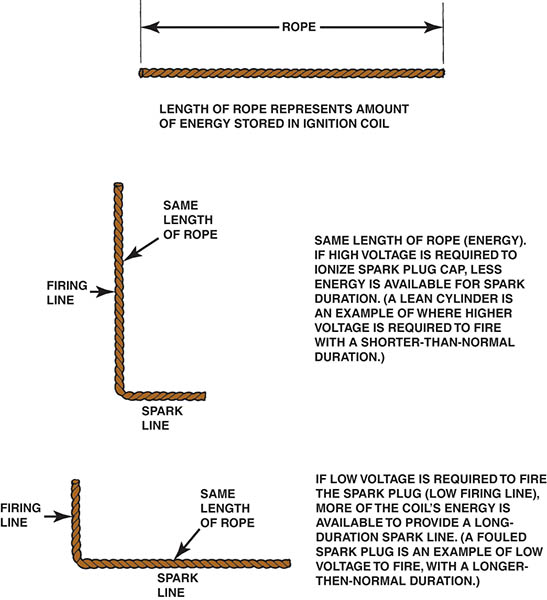 ROPE
LENGTH OF ROPE REPRESENTS AMOUNT
OF ENERGY STORED IN IGNITION COIL
SAME
LENGTH
OF ROPE
FIRING
LINE
SPARK
LINE
SAME LENGTH OF ROPE (ENERGY).
IF HIGH VOLTAGE IS REQUIRED TO
IONIZE SPARK PLUG CAP, LESS
ENERGY IS AVAILABLE FOR SPARK
DURATION. (A LEAN CYLINDER IS
AN EXAMPLE OF WHERE HIGHER
VOLTAGE IS REQUIRED TO FIRE
WITH A SHORTER-THAN-NORMAL
DURATION.)
FIRING
LINE
SAME
LENGTH
OF ROPE
SPARK
LINE
IF LOW VOLTAGE IS REQUIRED TO FIRE
THE SPARK PLUG (LOW FIRING LINE),
MORE OF THE COIL'S ENERGY IS
AVAILABLE TO PROVIDE A LONG-
DURATION SPARK LINE. (A FOULED
SPARK PLUG IS AN EXAMPLE OF LOW
VOLTAGE TO FIRE, WITH A LONGER-
THEN-NORMAL DURATION.)